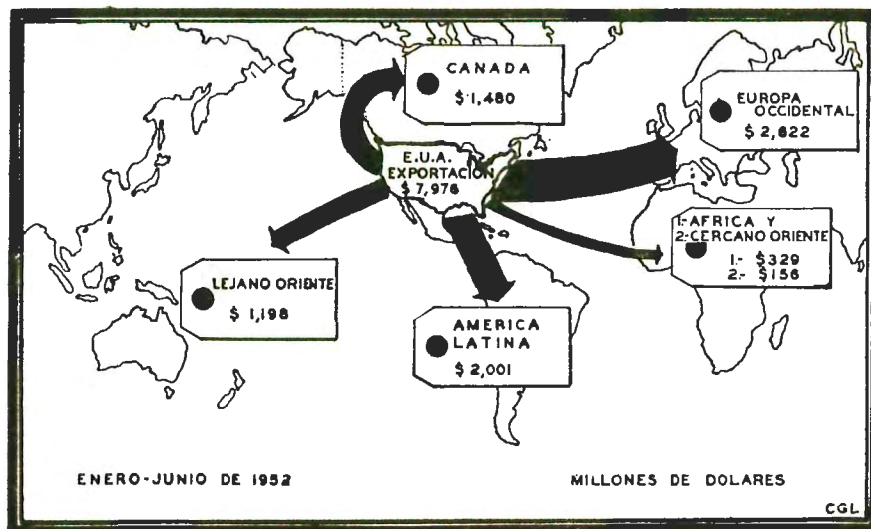 CANADA
$ 1,480
EUROPA
OCCIDENTAL
$ 2,822
E.U.A.
EXPORTACION
$ 7,976
1.- AFRICA Y
2.- CERCANO ORIENTE
1.- $329
2.- $156
LEJANO ORIENTE
$ 1,198
AMERICA
LATINA
$ 2,001
ENERO-JUNIO DE 1952
MILLONES DE DOLARES
CGL